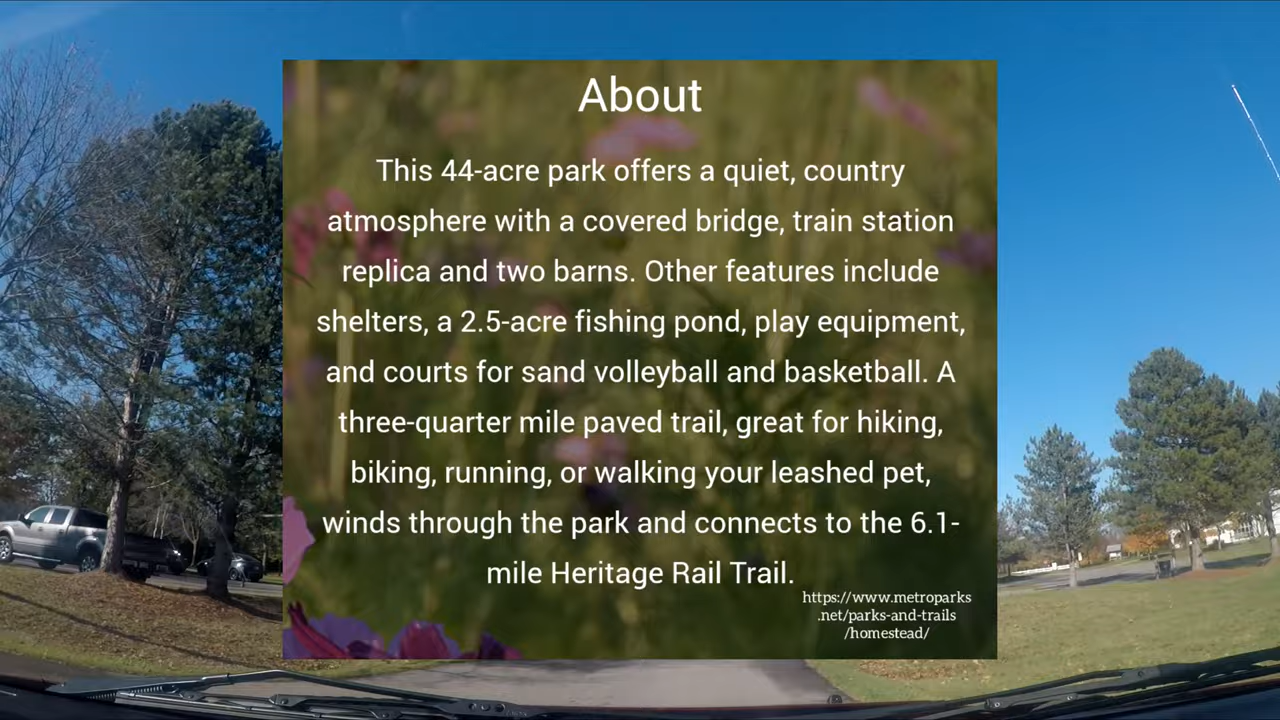 About
This 44-acre park offers a quiet, country
atmosphere with a covered bridge, train station
replica and two barns. Other features include
shelters, a 2.5-acre fishing pond, play equipment,
and courts for sand volleyball and basketball. A
three-quarter mile paved trail, great for hiking,
biking, running, or walking your leashed pet,
winds through the park and connects to the 6.1-
mile Heritage Rail Trail.
https://www.metroparks
.net/parks-and-trails
/homestead/